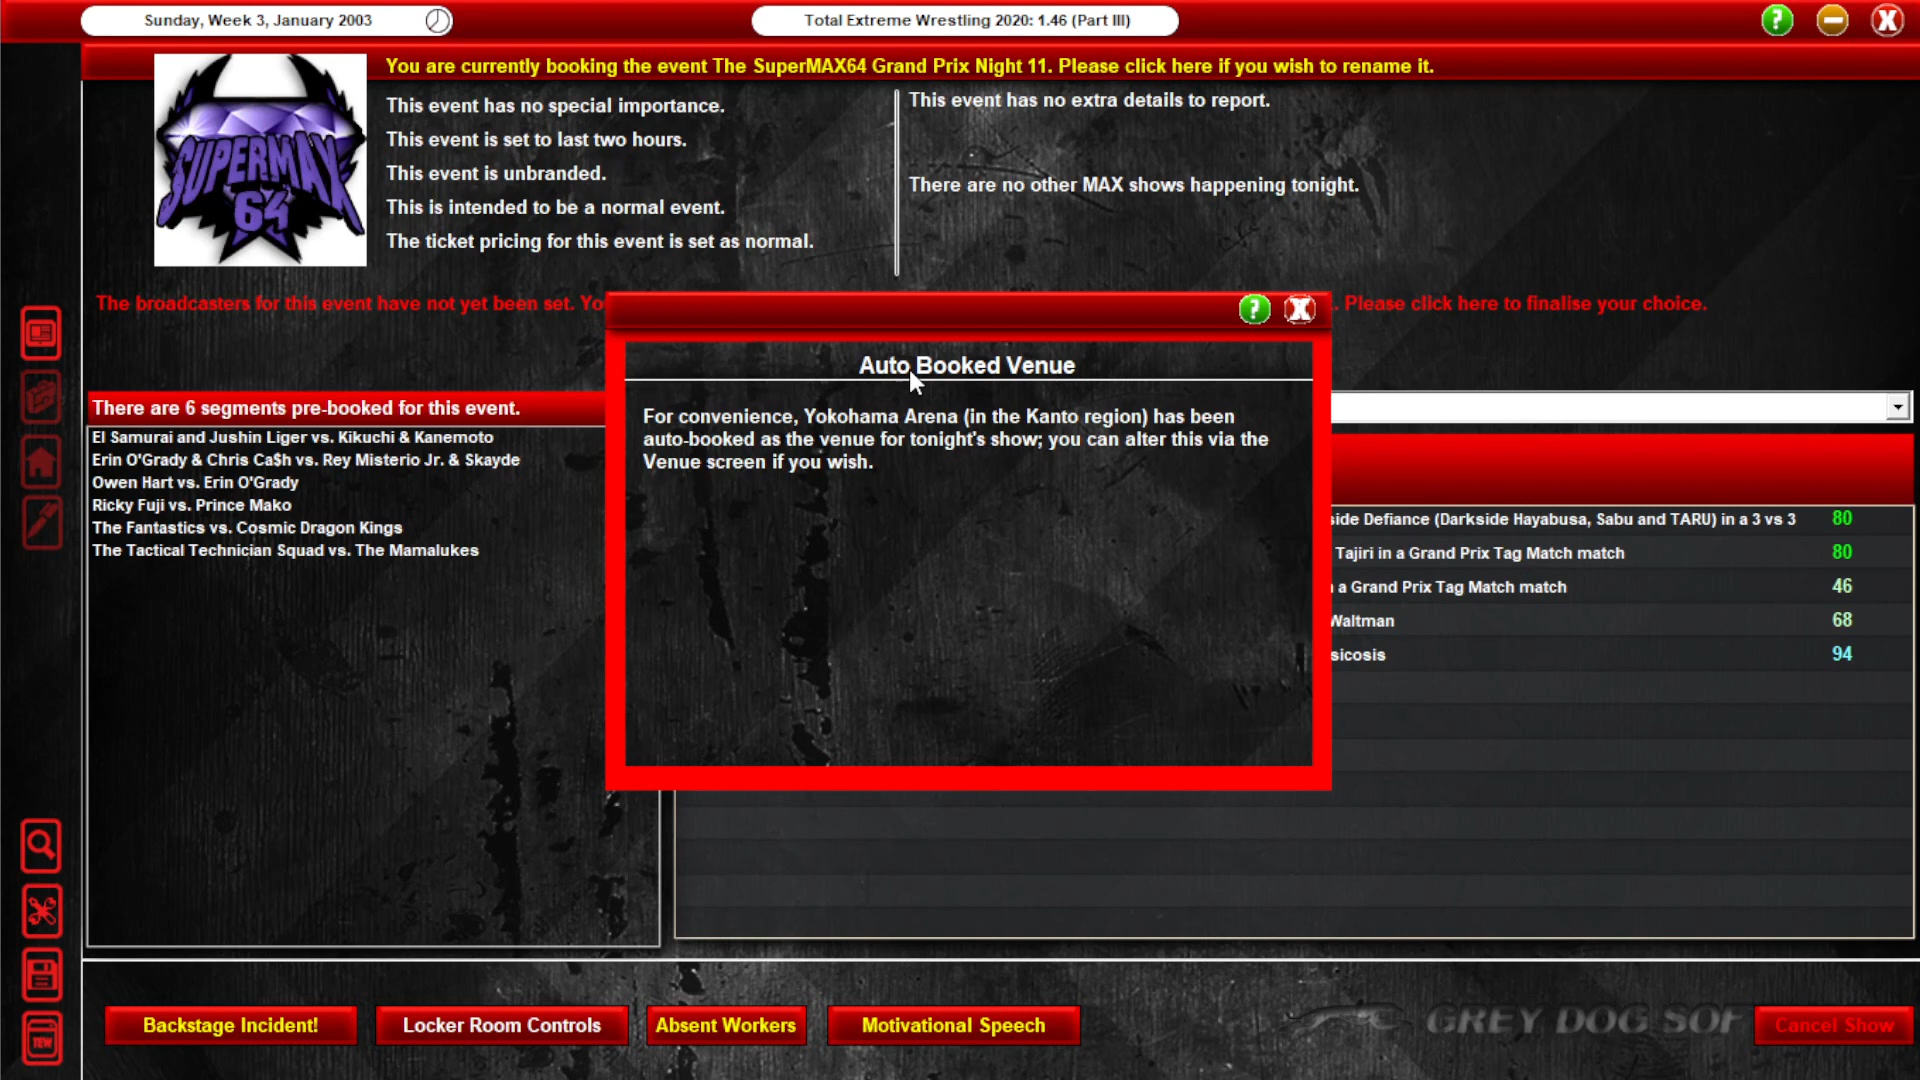 Sunday, Week 3, January 2003
Total Extreme Wrestling 2020: 1.46 (Part III)
You are currently booking the event The SuperMAX64 Grand Prix Night 11. Please click here if you wish to rename it.
SUPERMAX
64
This event has no special importance.
This event is set to last two hours.
This event is unbranded.
This is intended to be a normal event.
The ticket pricing for this event is set as normal.
This event has no extra details to report.
There are no other MAX shows happening tonight.
The broadcasters for this event have not yet been set. Yo
. Please click here to finalise your choice.
Auto Booked Venue
For convenience, Yokohama Arena (in the Kanto region) has been
auto-booked as the venue for tonight's show; you can alter this via the
Venue screen if you wish.
There are 6 segments pre-booked for this event.
El Samurai and Jushin Liger vs. Kikuchi & Kanemoto
Erin O'Grady & Chris Ca$h vs. Rey Misterio Jr. & Skayde
Owen Hart vs. Erin O'Grady
Ricky Fuji vs. Prince Mako
The Fantastics vs. Cosmic Dragon Kings
The Tactical Technician Squad vs. The Mamalukes
side Defiance (Darkside Hayabusa, Sabu and TARU) in a 3 vs 3 80
Tajiri in a Grand Prix Tag Match match 80
a Grand Prix Tag Match match 46
Waltman 68
sicosis 94
TEW
Backstage Incident!
Locker Room Controls
Absent Workers
Motivational Speech
GREY DOG SOF
Cancel Show